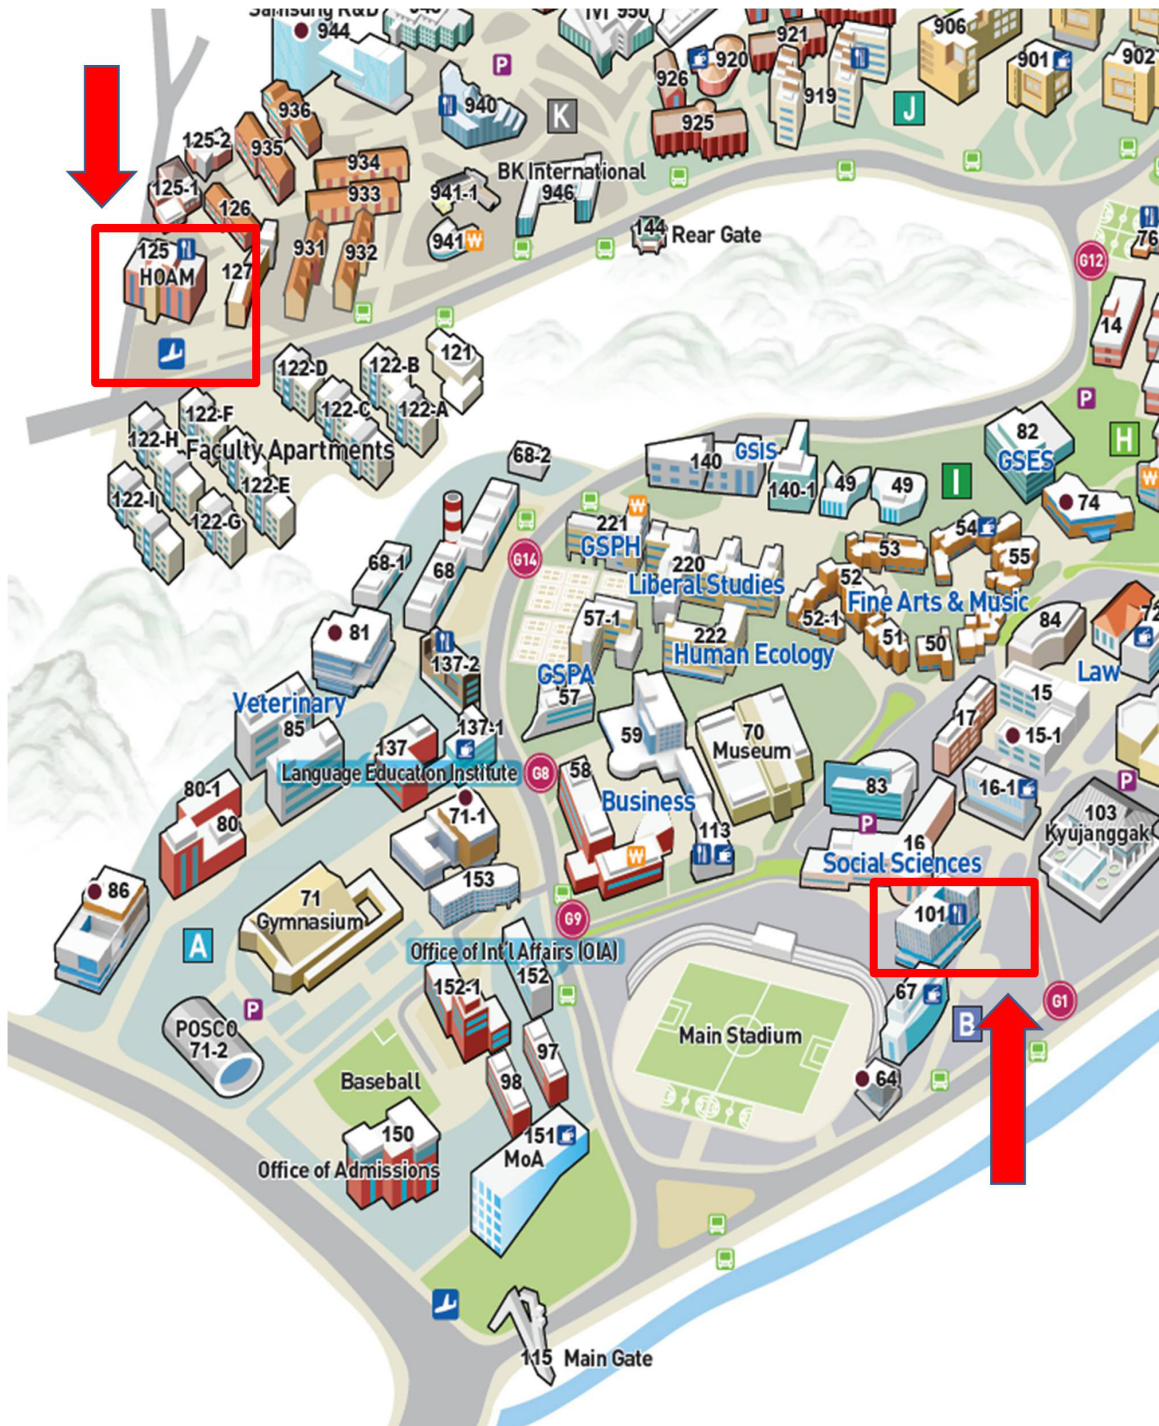 Samsung R&D
944
950
921
906
920
901
902
926
919
936
940
K
J
925
125-2
935
934
BK International
946
125-1
933
941-1
126
941
144
Rear Gate
76
125
HOAM
127
931
932
G12
14
122-D
122-B
121
122-F
122-C
122-A
122-H
Faculty Apartments
68-2
140
GSIS
82
GSES
H
122-I
122-E
140-1
49
49
I
74
122-G
221
GSPH
54
53
55
68-1
68
G14
220
Liberal Studies
52
Fine Arts & Music
57-1
52-1
84
72
81
222
51
50
137-2
Human Ecology
Law
GSPA
15
Veterinary
57
17
85
137-1
59
70
Museum
15-1
137
Language Education Institute
G8
58
83
16-1
80-1
Business
103
Kyujanggak
80
71-1
113
16
Social Sciences
86
71
Gymnasium
153
G9
101
A
Office of Int'l Affairs (OIA)
152
152-1
67
G1
B
POSCO
71-2
Main Stadium
97
Baseball
98
64
150
151
MoA
Office of Admissions
115
Main Gate